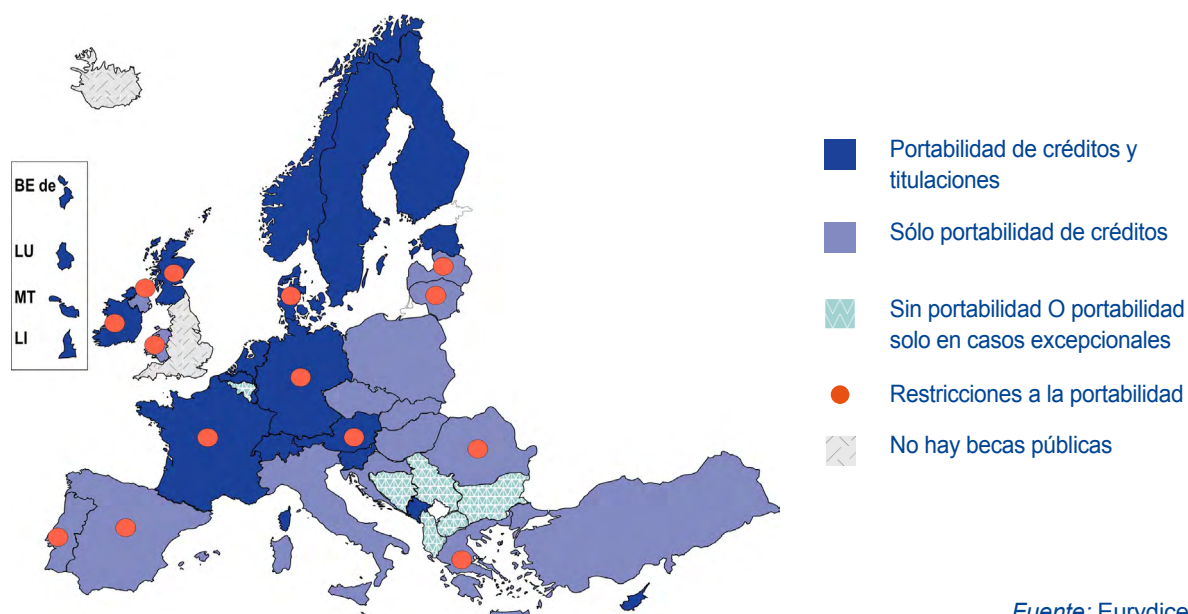 BE de
LU
MT
LI
Portabilidad de créditos y
titulaciones
Sólo portabilidad de créditos
Sin portabilidad O portabilidad
solo en casos excepcionales
Restricciones a la portabilidad
No hay becas públicas
Fuente: Eurydice